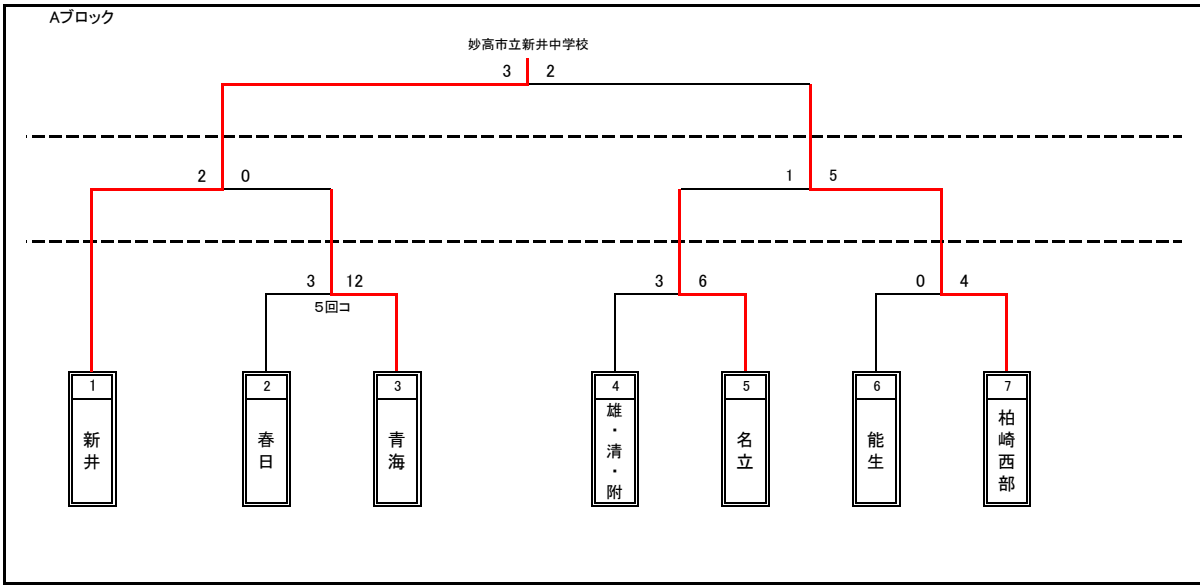 Aブロック
妙高市立新井中学校
3 2
2 0
1 5
3 12
3 6
0 4
5回コ
1 2 3 4 5 6 7
新井
春日
青海
雄・清・附
名立
能生
柏崎西部